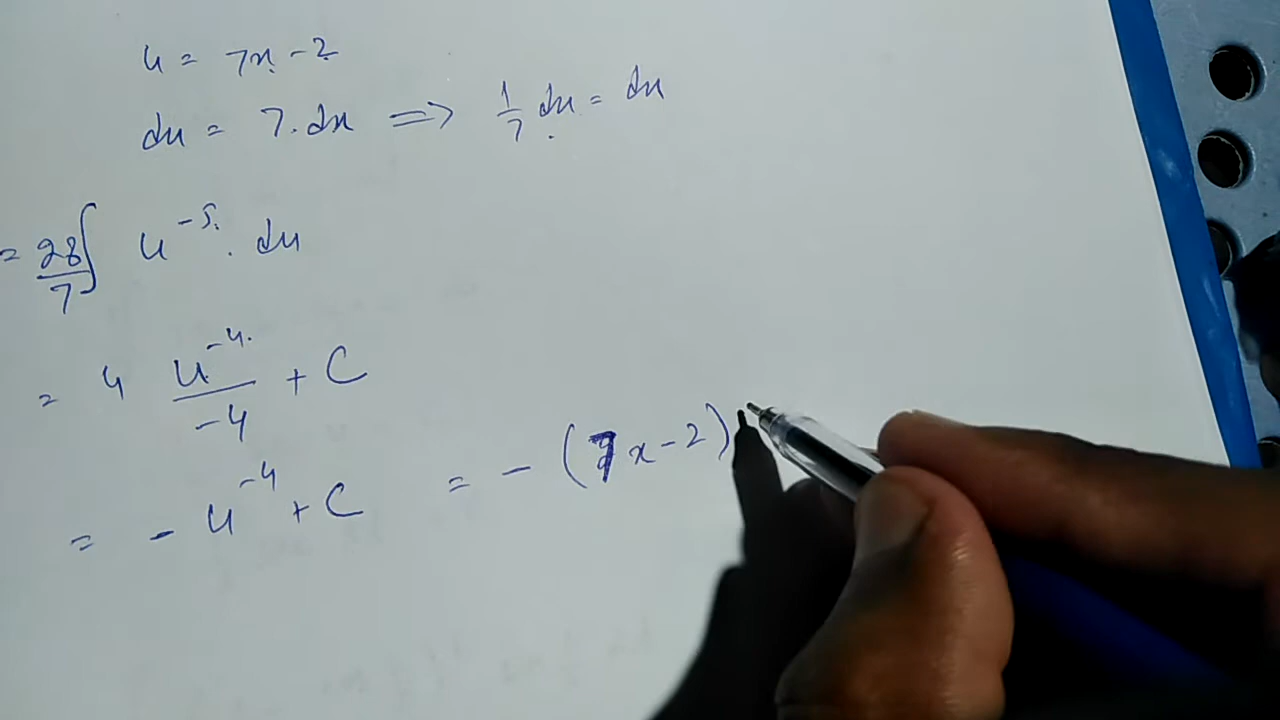 u = 7x - 2
du = 7. dx ⟹ 1/7 du = dx
= 28/7 ∫ u^-5 . du
= 4 u^-4/-4 + C
= - u^-4 + C = - (7x - 2)